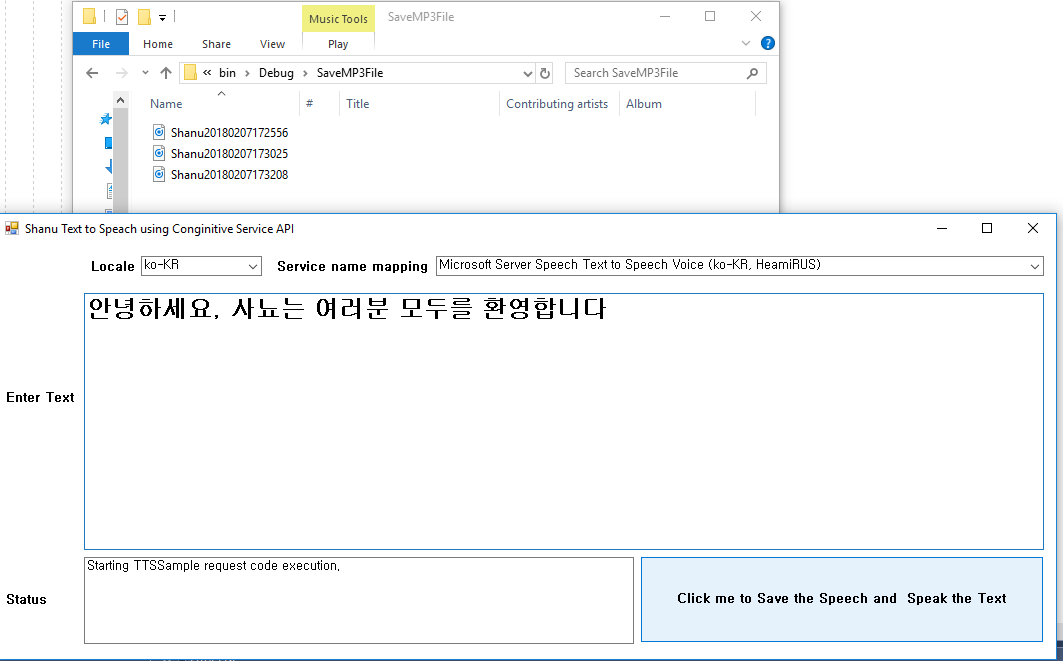 Music Tools
SaveMP3File
File
Home
Share
View
Play
« bin > Debug > SaveMP3File
Search SaveMP3File
Name
#
Title
Contributing artists
Album
Shanu20180207172556
Shanu20180207173025
Shanu20180207173208
Shanu Text to Speach using Conginitive Service API
Locale
ko-KR
Service name mapping
Microsoft Server Speech Text to Speech Voice (ko-KR, HeamiRUS)
Enter Text
안녕하세요, 사뇨는 여러분 모두를 환영합니다
Status
Starting TTSSample request code execution.
Click me to Save the Speech and  Speak the Text